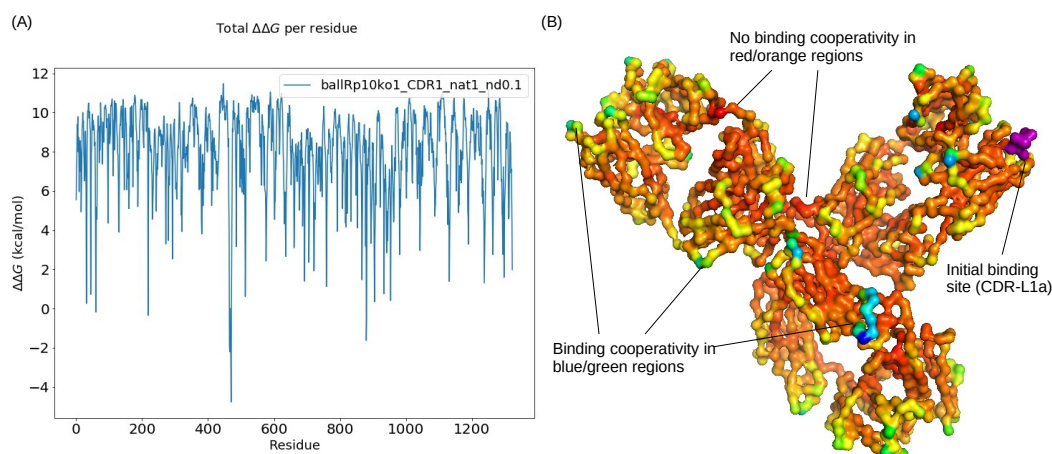 (A)
Total ΔΔG per residue
ballRp10ko1_CDR1_nat1_nd0.1
12
10
8
6
4
2
0
−2
−4
ΔΔG (kcal/mol)
0
200
400
600
800
1000
1200
Residue
(B)
No binding cooperativity in
red/orange regions
Initial binding
site (CDR-L1a)
Binding cooperativity in
blue/green regions